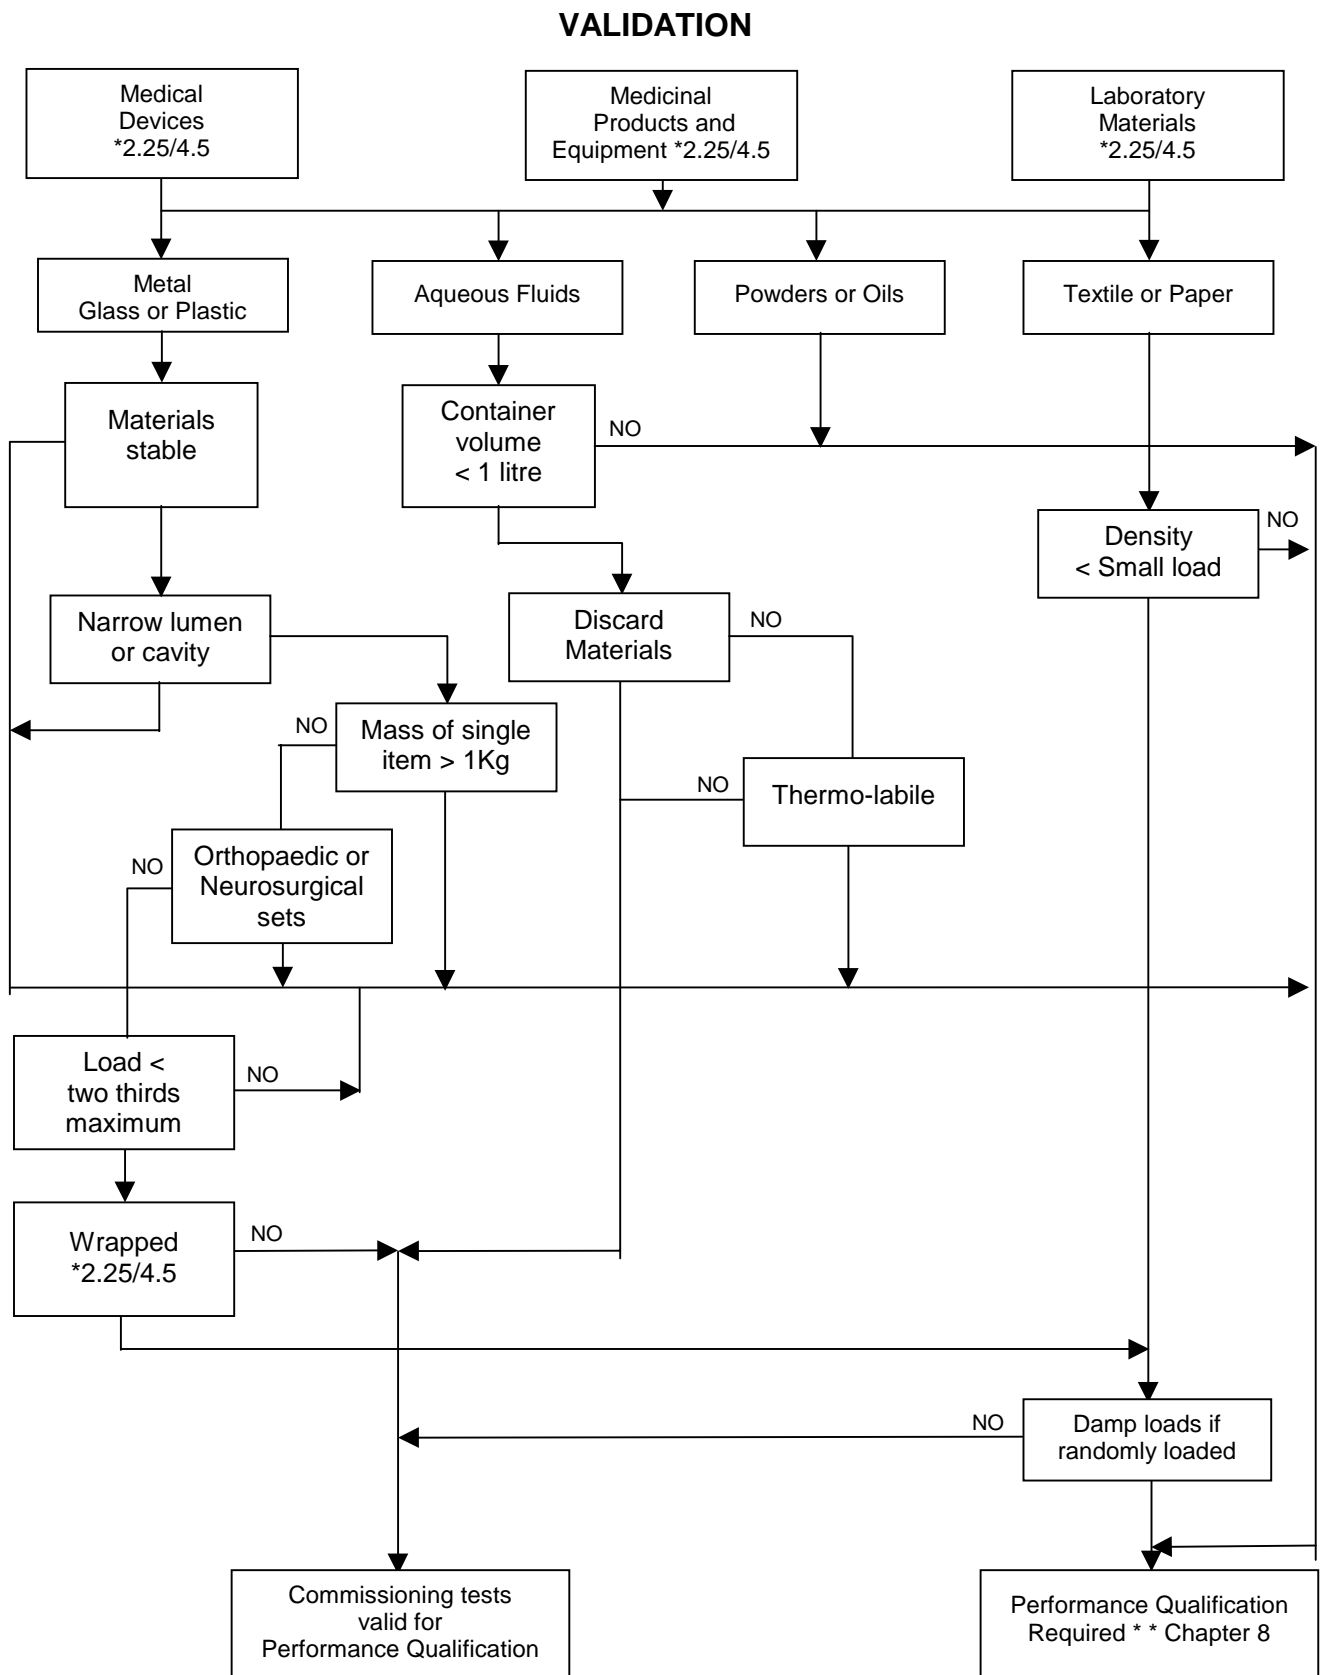 VALIDATION
Medical
Devices
*2.25/4.5
Medicinal
Products and
Equipment *2.25/4.5
Laboratory
Materials
*2.25/4.5
Metal
Glass or Plastic
Aqueous Fluids
Powders or Oils
Textile or Paper
Materials
stable
Container
volume
< 1 litre
NO
Density
< Small load
NO
Narrow lumen
or cavity
Discard
Materials
NO
NO
Mass of single
item > 1Kg
NO
Thermo-labile
NO
Orthopaedic or
Neurosurgical
sets
Load <
two thirds
maximum
NO
Wrapped
*2.25/4.5
NO
NO
Damp loads if
randomly loaded
Commissioning tests
valid for
Performance Qualification
Performance Qualification
Required * * Chapter 8